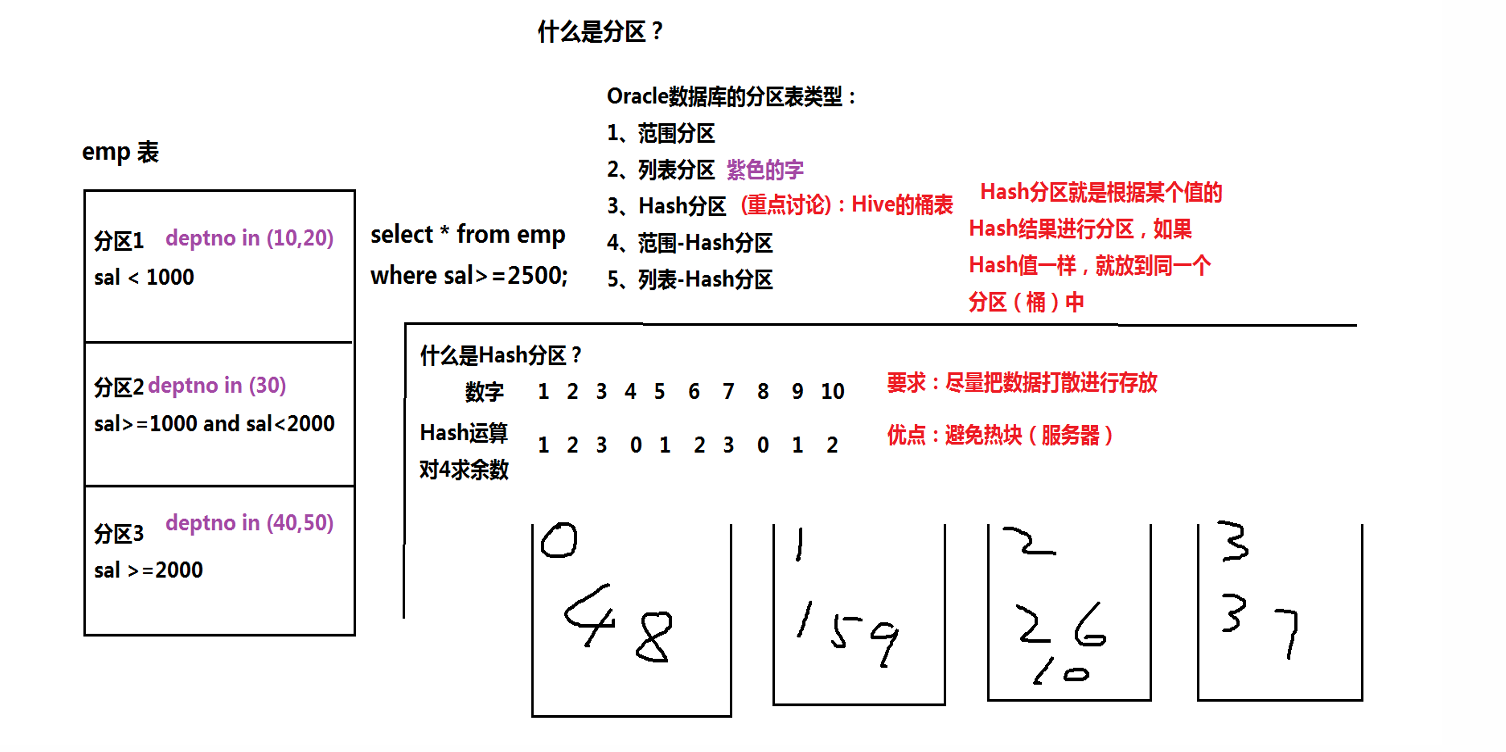 什么是分区？
Oracle数据库的分区表类型：
1、范围分区
2、列表分区 紫色的字
3、Hash分区 (重点讨论)：Hive的桶表
4、范围-Hash分区
5、列表-Hash分区
Hash分区就是根据某个值的
Hash结果进行分区，如果
Hash值一样，就放到同一个
分区（桶）中
emp 表
分区1 deptno in (10,20)
sal < 1000
分区2 deptno in (30)
sal>=1000 and sal<2000
分区3 deptno in (40,50)
sal >=2000
select * from emp
where sal>=2500;
什么是Hash分区？
数字 1 2 3 4 5 6 7 8 9 10
Hash运算
对4求余数
1 2 3 0 1 2 3 0 1 2
要求：尽量把数据打散进行存放
优点：避免热块（服务器）
0
4 8
1
1 5 9
2
2 6
10
3
3 7